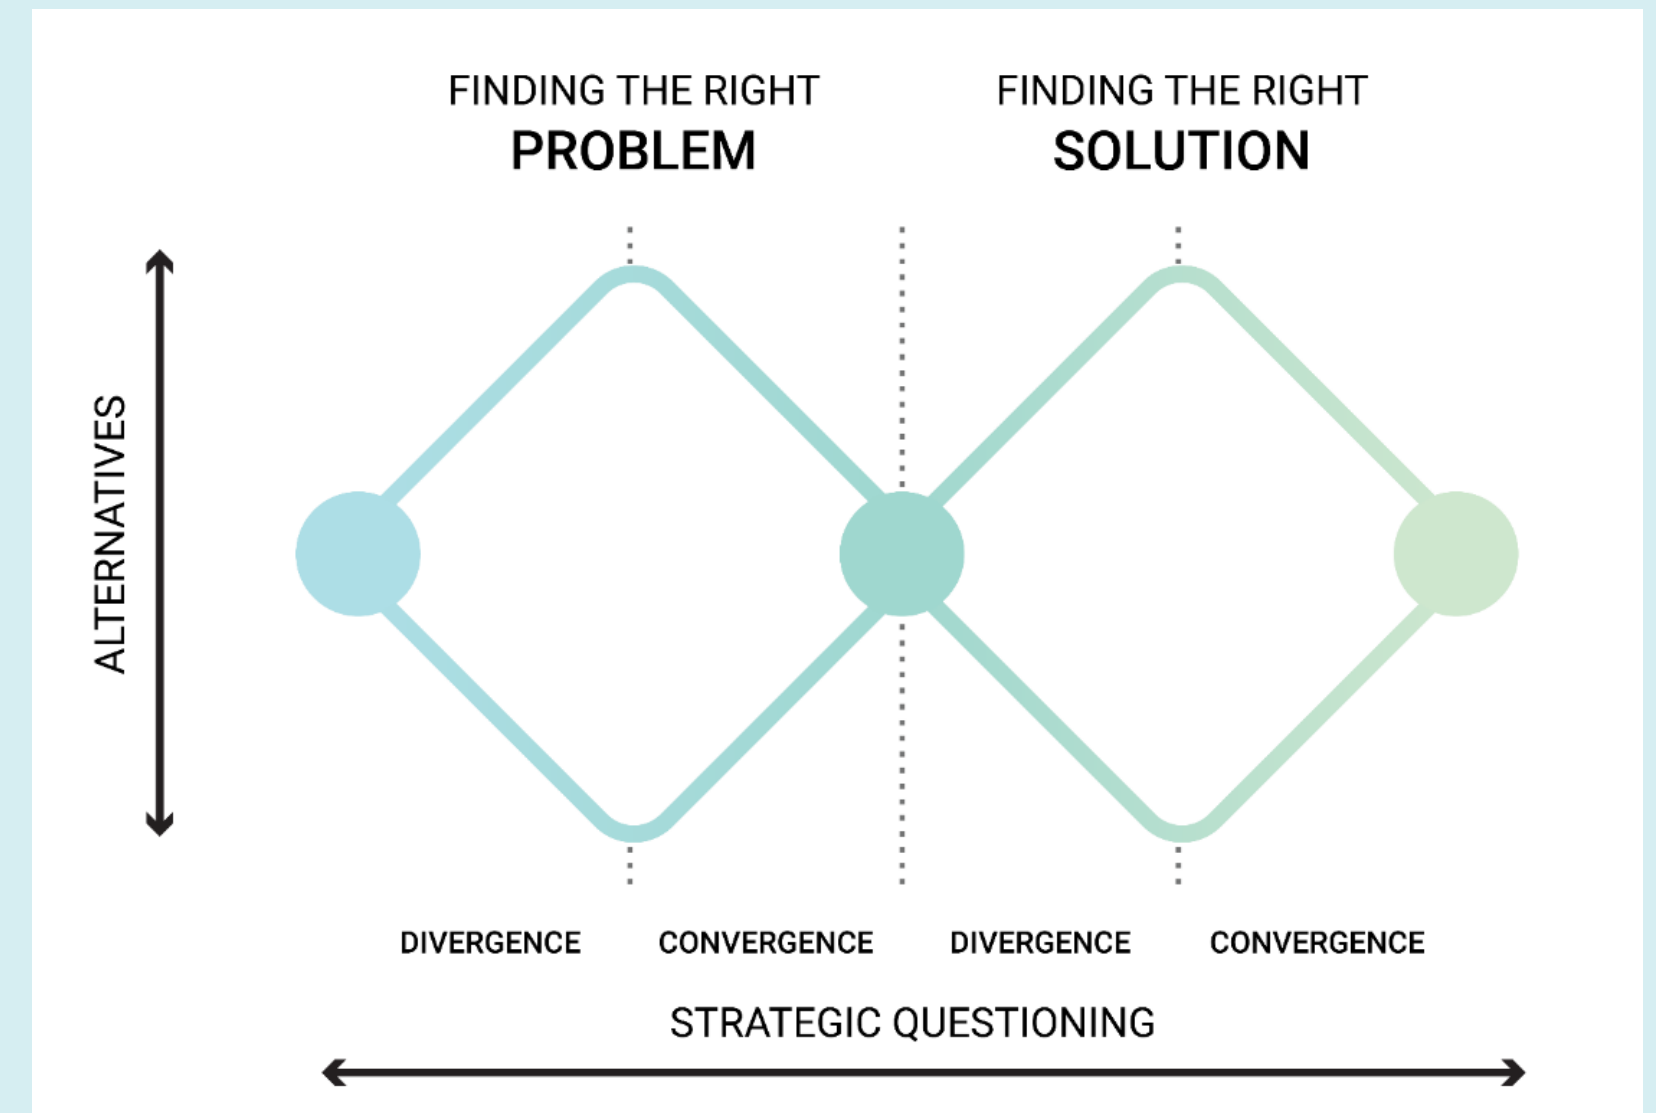 FINDING THE RIGHT
PROBLEM
FINDING THE RIGHT
SOLUTION
ALTERNATIVES
DIVERGENCE
CONVERGENCE
DIVERGENCE
CONVERGENCE
STRATEGIC QUESTIONING